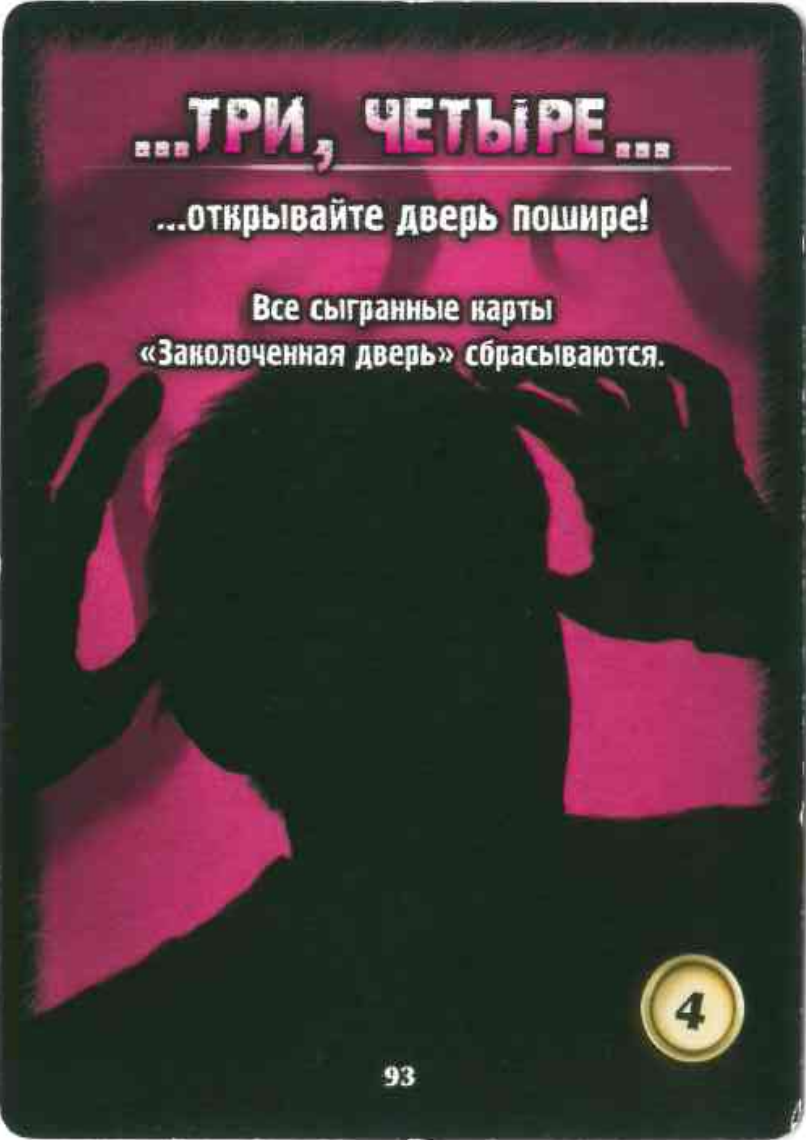 ...ТРИ, ЧЕТЫРЕ...
...открывайте дверь пошире!
Все сыгранные карты
«Заколоченная дверь» сбрасываются.
4
93